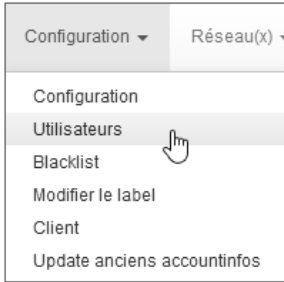 Configuration Réseau(x)
Configuration
Utilisateurs
Blacklist
Modifier le label
Client
Update anciens accountinfos